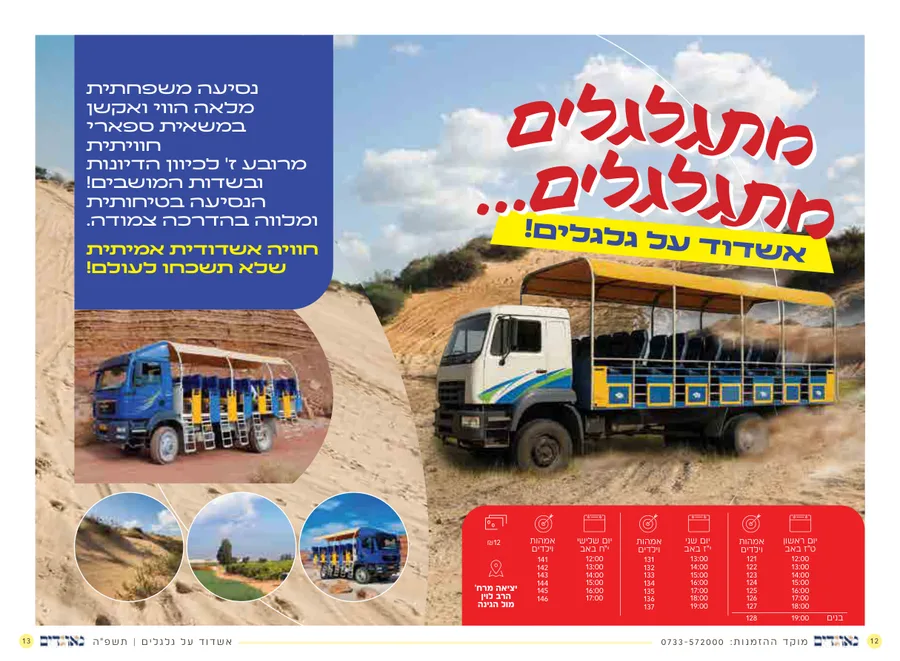 מתגלגלים
מתגלגלים...
אשדוד על גלגלים!
נסיעה משפחתית
מלאה הווי ואקשן
במשאית ספארי
חוויתית
מרובע ז' לכיוון הדיונות
ובשדות המושבים!
הנסיעה בטיחותית
ומלווה בהדרכה צמודה.
חוויה אשדודית אמיתית
שלא תשכחו לעולם!
יום ראשון
ט"ז באב
אמהות
וילדים
12:00 121
13:00 122
14:00 123
15:00 124
16:00 125
17:00 126
18:00 127
בנים 19:00 128
יום שני
י"ז באב
אמהות
וילדים
13:00 131
14:00 132
15:00 133
16:00 134
17:00 135
18:00 136
19:00 137
יום שלישי
י"ח באב
אמהות
וילדים
12:00 141
13:00 142
14:00 143
15:00 144
16:00 145
17:00 146
₪12
יציאה מרח'
הרב לוין
מול הגינה
12 נאות-דים מוקד ההזמנות: 0733-572000
אשדוד על גלגלים | תשפ"ה 13